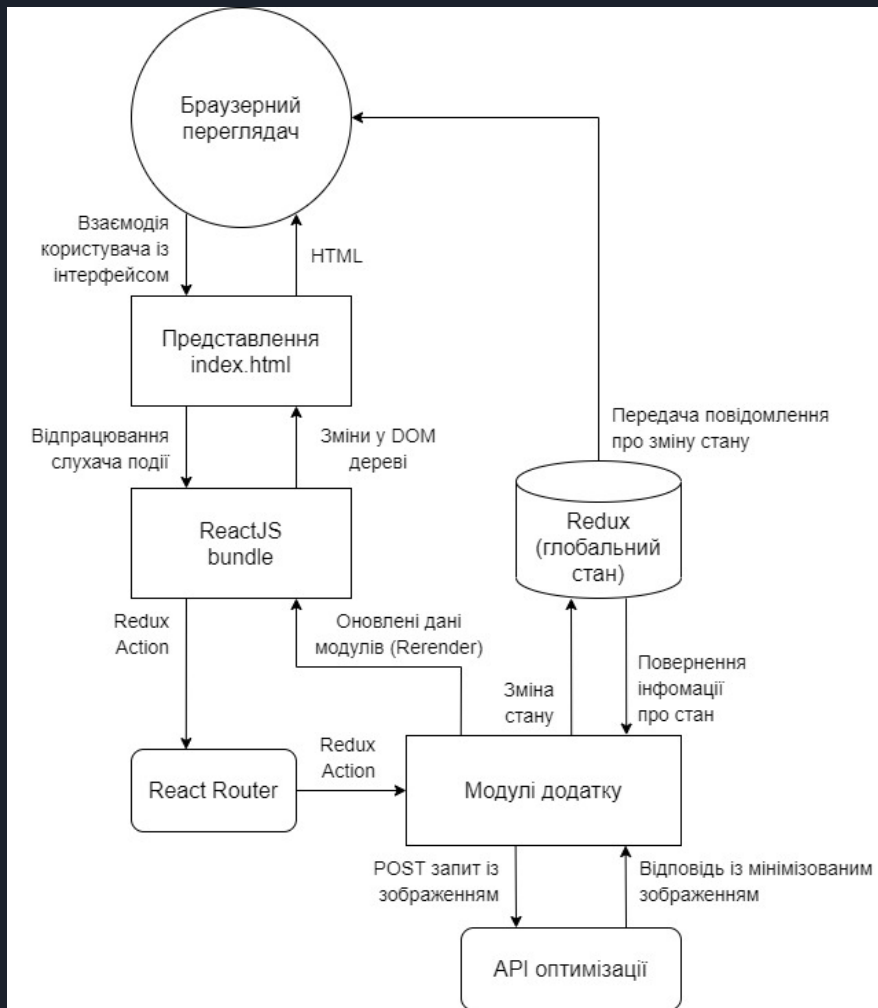 Браузерний
переглядач
Взаємодія
користувача із
інтерфейсом
HTML
Представлення
index.html
Відпрацювання
слухача події
Зміни у DOM
дереві
Передача повідомлення
про зміну стану
ReactJS
bundle
Redux
(глобальний
стан)
Redux
Action
Оновлені дані
модулів (Rerender)
Зміна
стану
Повернення
інфомації
про стан
React Router
Redux
Action
Модулі додатку
POST запит із
зображенням
Відповідь із мінімізованим
зображенням
API оптимізації